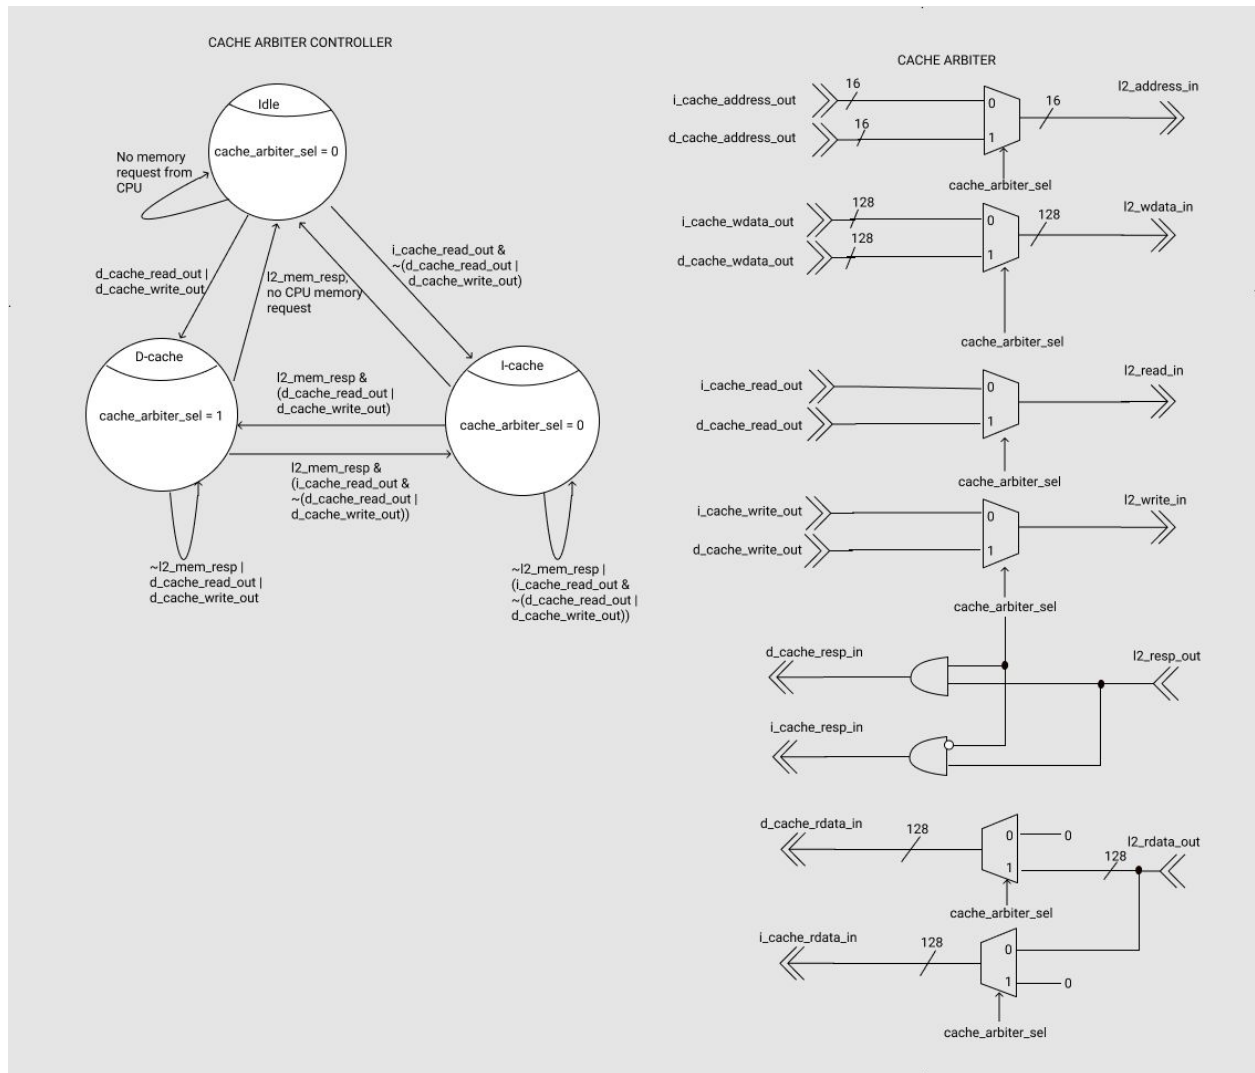 CACHE ARBITER CONTROLLER
Idle
cache_arbiter_sel = 0
No memory
request from
CPU
d_cache_read_out |
d_cache_write_out
l2_mem_resp,
no CPU memory
request
i_cache_read_out &
~(d_cache_read_out |
d_cache_write_out)
D-cache
cache_arbiter_sel = 1
I-cache
cache_arbiter_sel = 0
l2_mem_resp &
(d_cache_read_out |
d_cache_write_out)
l2_mem_resp &
(i_cache_read_out &
~(d_cache_read_out |
d_cache_write_out))
~l2_mem_resp |
d_cache_read_out |
d_cache_write_out
~l2_mem_resp |
(i_cache_read_out &
~(d_cache_read_out |
d_cache_write_out))
CACHE ARBITER
i_cache_address_out
16
0
16
l2_address_in
d_cache_address_out
16
1
cache_arbiter_sel
i_cache_wdata_out
128
0
128
l2_wdata_in
d_cache_wdata_out
128
1
cache_arbiter_sel
i_cache_read_out
0
l2_read_in
d_cache_read_out
1
cache_arbiter_sel
i_cache_write_out
0
l2_write_in
d_cache_write_out
1
cache_arbiter_sel
d_cache_resp_in
l2_resp_out
i_cache_resp_in
d_cache_rdata_in
128
0
0
l2_rdata_out
1
128
cache_arbiter_sel
i_cache_rdata_in
128
0
1
0
cache_arbiter_sel